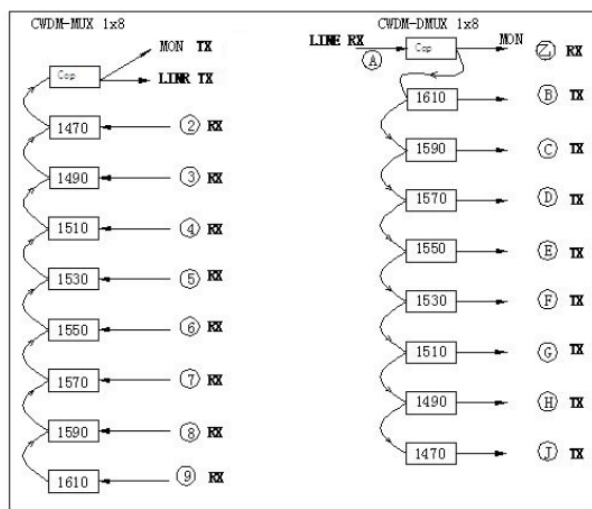 CWDM-MUX 1x8
MON TX
Cop
LINR TX
1470 ② RX
1490 ③ RX
1510 ④ RX
1530 ⑤ RX
1550 ⑥ RX
1570 ⑦ RX
1590 ⑧ RX
1610 ⑨ RX
CWDM-DMUX 1x8
LINE RX Ⓐ Cop MON Ⓩ RX
1610 Ⓑ TX
1590 Ⓒ TX
1570 Ⓓ TX
1550 Ⓔ TX
1530 Ⓕ TX
1510 Ⓖ TX
1490 Ⓗ TX
1470 Ⓙ TX